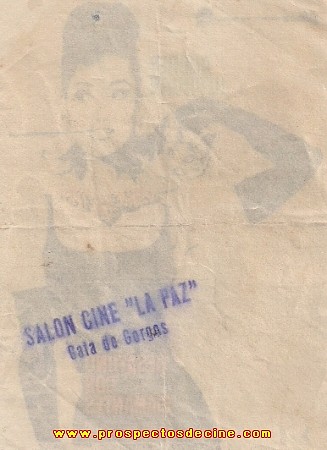 SALON CINE "LA PAZ"
Gata de Gorgos
www.prospectosdecine.com